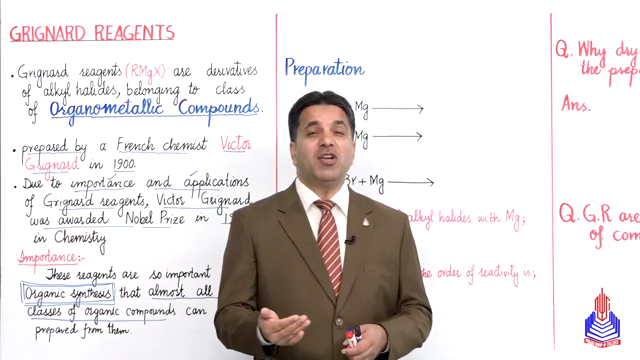 GRIGNARD REAGENTS
• Grignard reagents (RMgX) are derivatives
of alkyl halides, belonging to class
of Organometallic Compounds.
• prepared by a French chemist Victor
Grignard in 1900.
• Due to importance and applications
of Grignard reagents, Victor Grignard
was awarded Nobel Prize in
in Chemistry.
Importance:-
These reagents are so important
Organic synthesis that almost all
classes of organic compounds can
prepared from them.
Preparation
Mg ⟶
Mg ⟶
Br + Mg ⟶
alkyl halides with Mg;
the order of reactivity is;
Q. Why dry
the prep
Ans.
Q. G.R are
of com